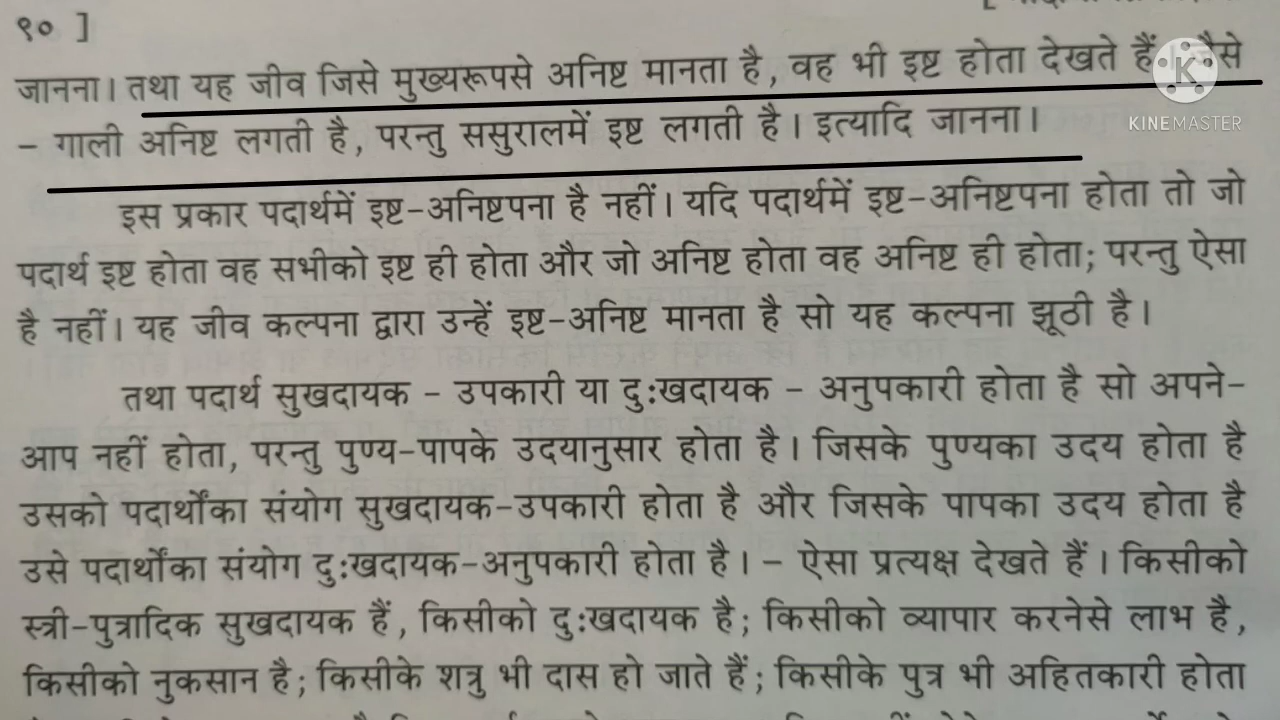 ९० ]
जानना। तथा यह जीव जिसे मुख्यरूपसे अनिष्ट मानता है, वह भी इष्ट होता देखते हैं
K
KINEMASTER
- गाली अनिष्ट लगती है, परन्तु ससुरालमें इष्ट लगती है। इत्यादि जानना।
इस प्रकार पदार्थमें इष्ट-अनिष्टपना है नहीं। यदि पदार्थमें इष्ट-अनिष्टपना होता तो जो
पदार्थ इष्ट होता वह सभीको इष्ट ही होता और जो अनिष्ट होता वह अनिष्ट ही होता; परन्तु ऐसा
है नहीं। यह जीव कल्पना द्वारा उन्हें इष्ट-अनिष्ट मानता है सो यह कल्पना झूठी है।
तथा पदार्थ सुखदायक - उपकारी या दुःखदायक - अनुपकारी होता है सो अपने-
आप नहीं होता, परन्तु पुण्य-पापके उदयानुसार होता है। जिसके पुण्यका उदय होता है
उसको पदार्थोंका संयोग सुखदायक-उपकारी होता है और जिसके पापका उदय होता है
उसे पदार्थोंका संयोग दुःखदायक-अनुपकारी होता है। - ऐसा प्रत्यक्ष देखते हैं। किसीको
स्त्री-पुत्रादिक सुखदायक हैं, किसीको दुःखदायक है; किसीको व्यापार करनेसे लाभ है,
किसीको नुकसान है; किसीके शत्रु भी दास हो जाते हैं; किसीके पुत्र भी अहितकारी होता